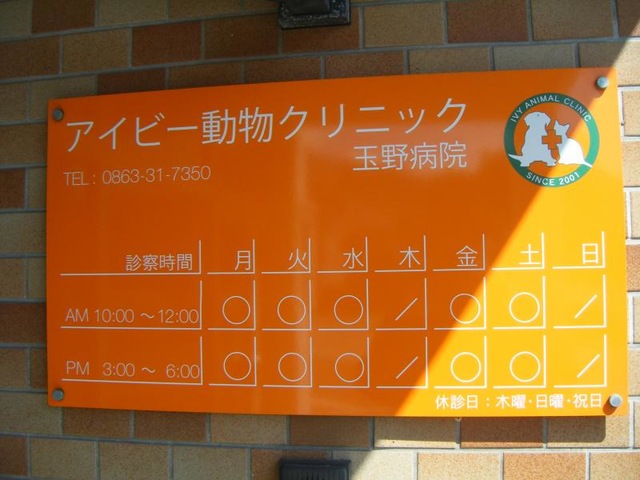 アイビー動物クリニック
玉野病院
TEL : 0863-31-7350
IVY ANIMAL CLINIC
SINCE 2001
診察時間 月 火 水 木 金 土 日
AM 10:00 〜 12:00 ○ ○ ○ / ○ ○ /
PM 3:00 〜 6:00 ○ ○ ○ / ○ ○ /
休診日 : 木曜・日曜・祝日